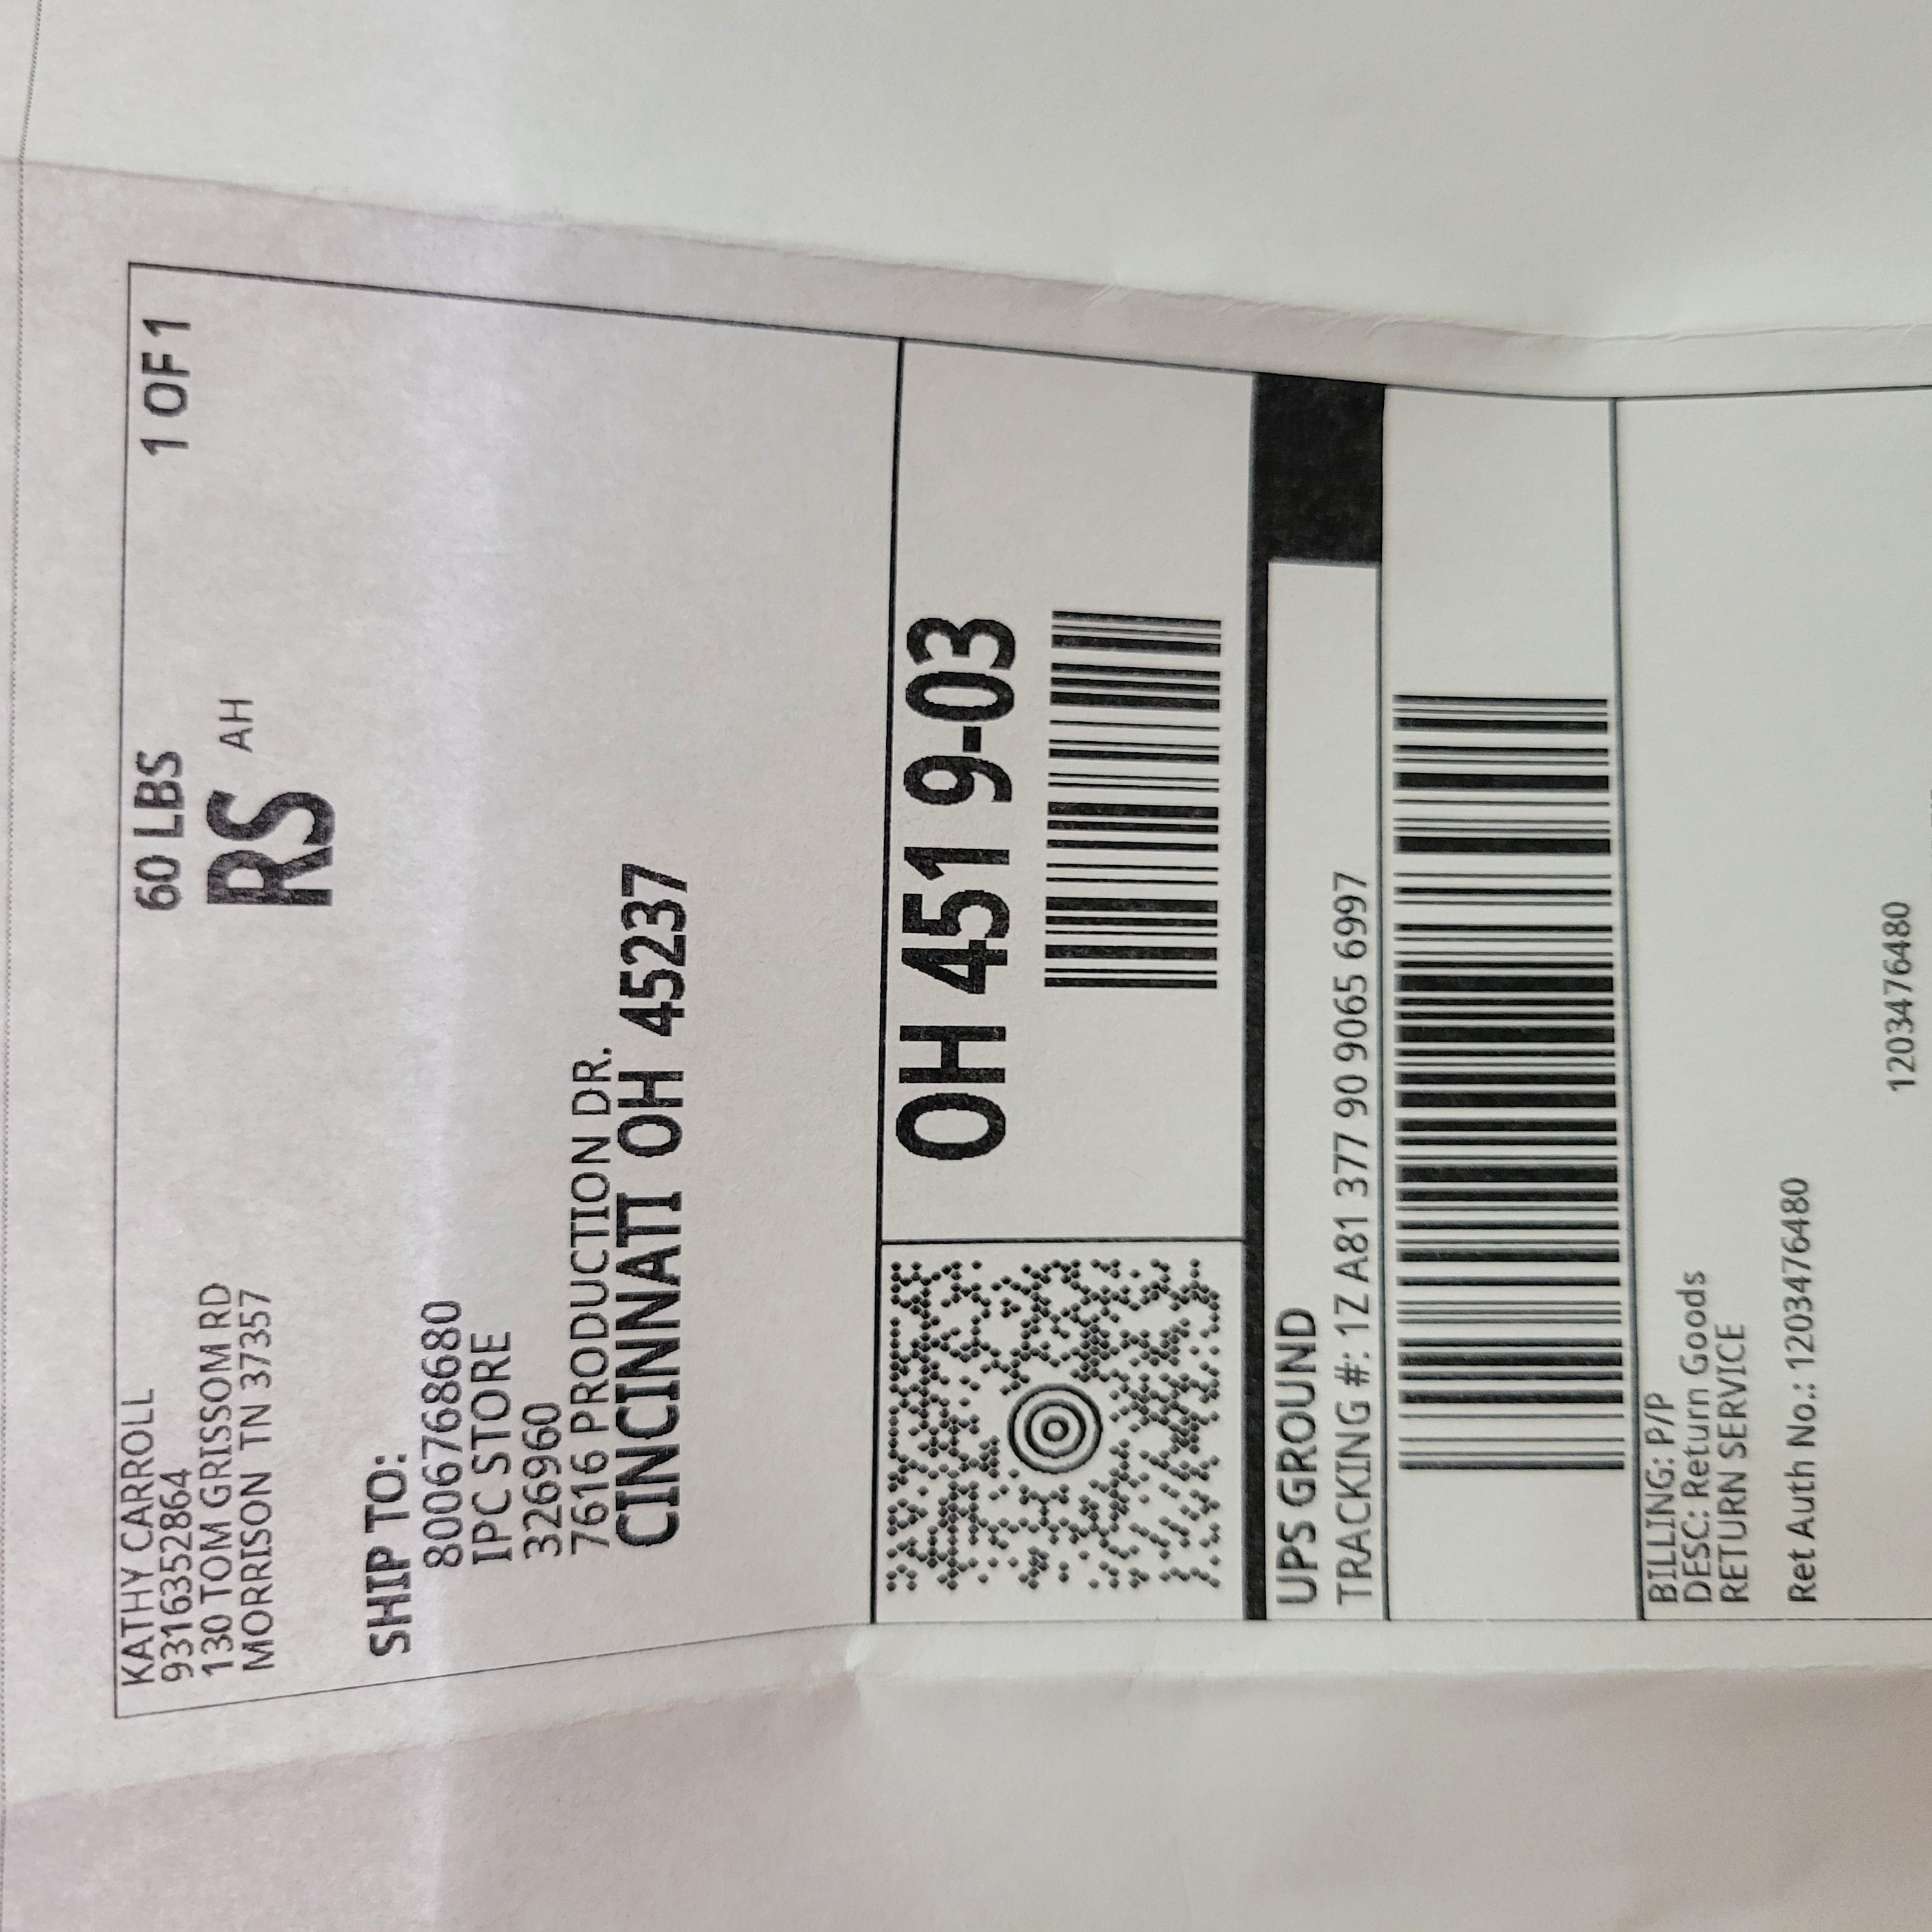 KATHY CARROLL
9316352864
130 TOM GRISSOM RD
MORRISON TN 37357
60 LBS
1 OF 1
RS AH
SHIP TO:
8006768680
IPC STORE
3269960
7616 PRODUCTION DR.
CINCINNATI OH 45237
OH 451 9-03
UPS GROUND
TRACKING #: 1Z A81 377 90 9065 6997
BILLING: P/P
DESC: Return Goods
RETURN SERVICE
Ret Auth No.: 1203476480
1203476480